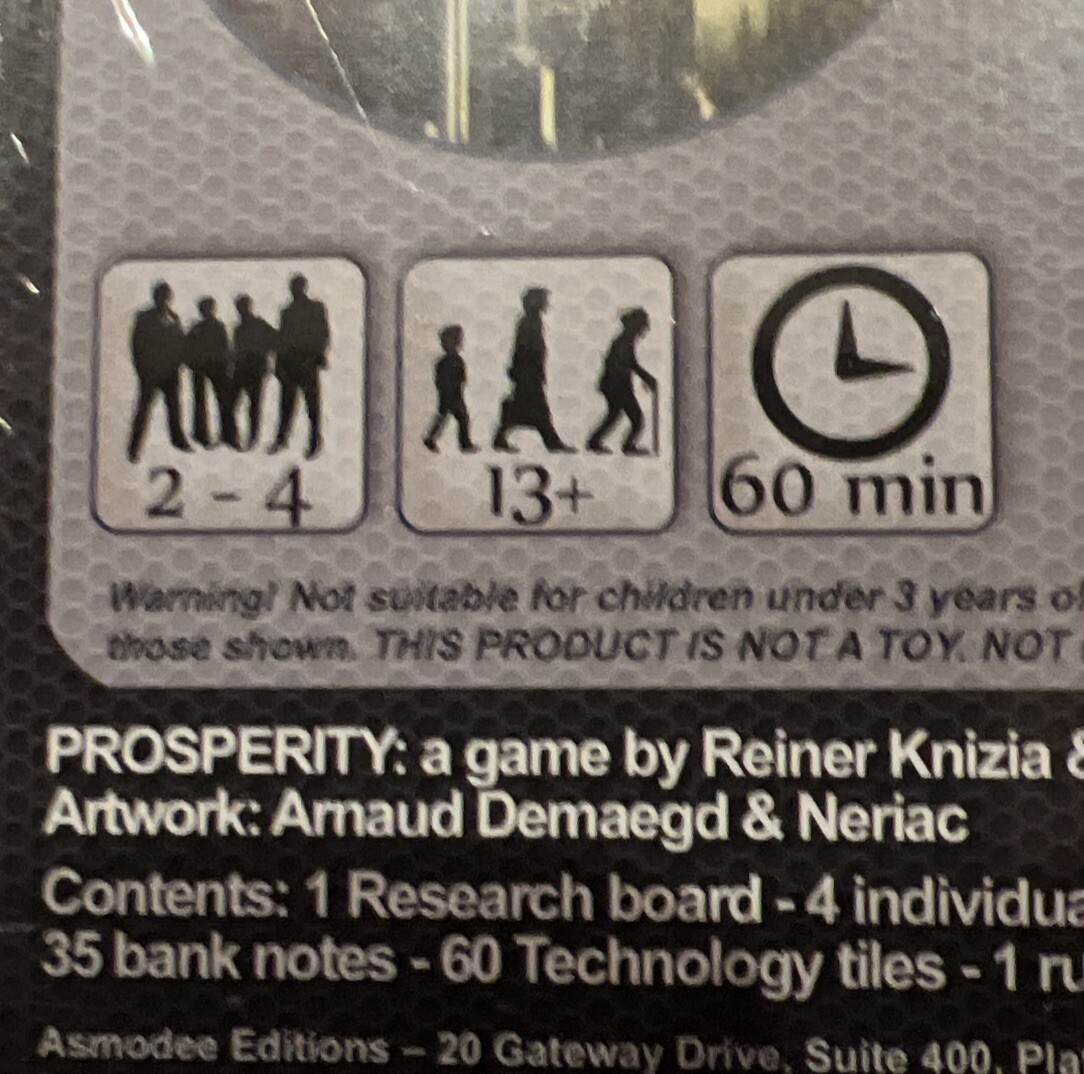 2 - 4
13+
60 min
Warning! Not suitable for children under 3 years
those shown. THIS PRODUCT IS NOT A TOY. NOT
PROSPERITY: a game by Reiner Knizia &
Artwork: Arnaud Demaegd & Neriac
Contents: 1 Research board - 4
35 bank notes - 60 Technology tiles - 1
Asmodee Editions – 20 Gateway Drive, Suite 400,